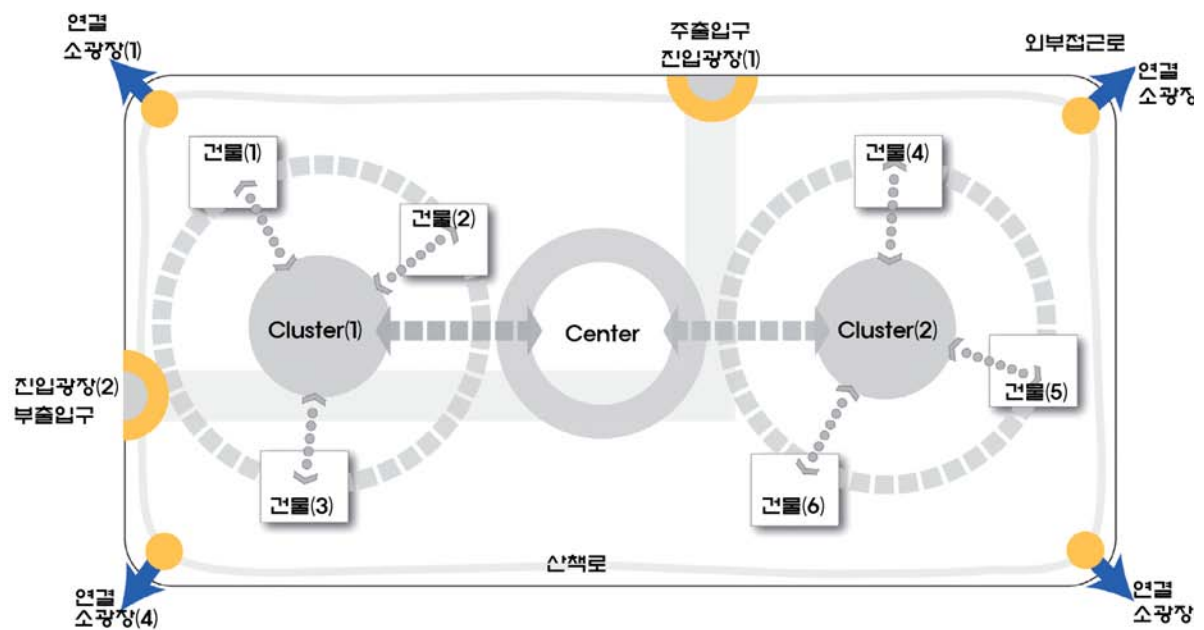 연결
소광장(1)
주출입구
진입광장(1)
외부접근로
연결
소광장
건물(1)
건물(2)
건물(4)
Cluster(1)
Center
Cluster(2)
진입광장(2)
부출입구
건물(5)
건물(3)
건물(6)
산책로
연결
소광장(4)
연결
소광장